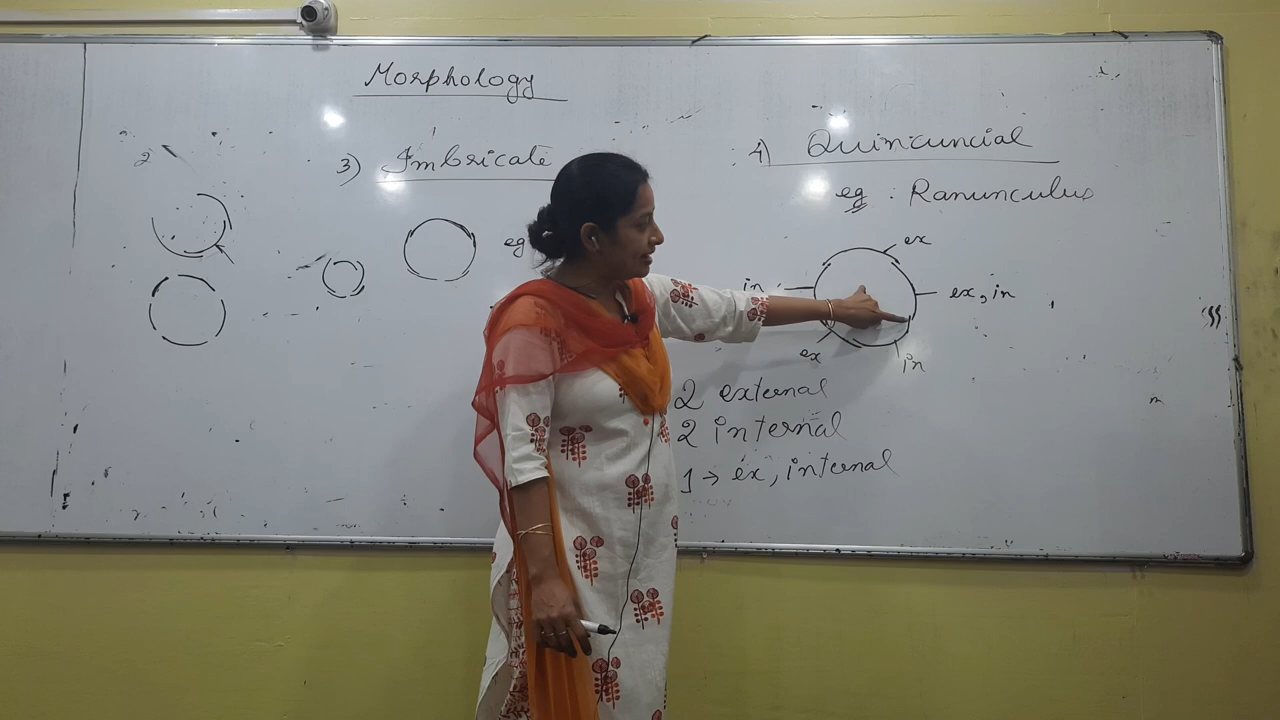 Morphology
3) Imbricate
eg
4) Quincuncial
eg : Ranunculus
ex
in
ex, in
ex
in
2 external
2 internal
1 → ex, internal
2